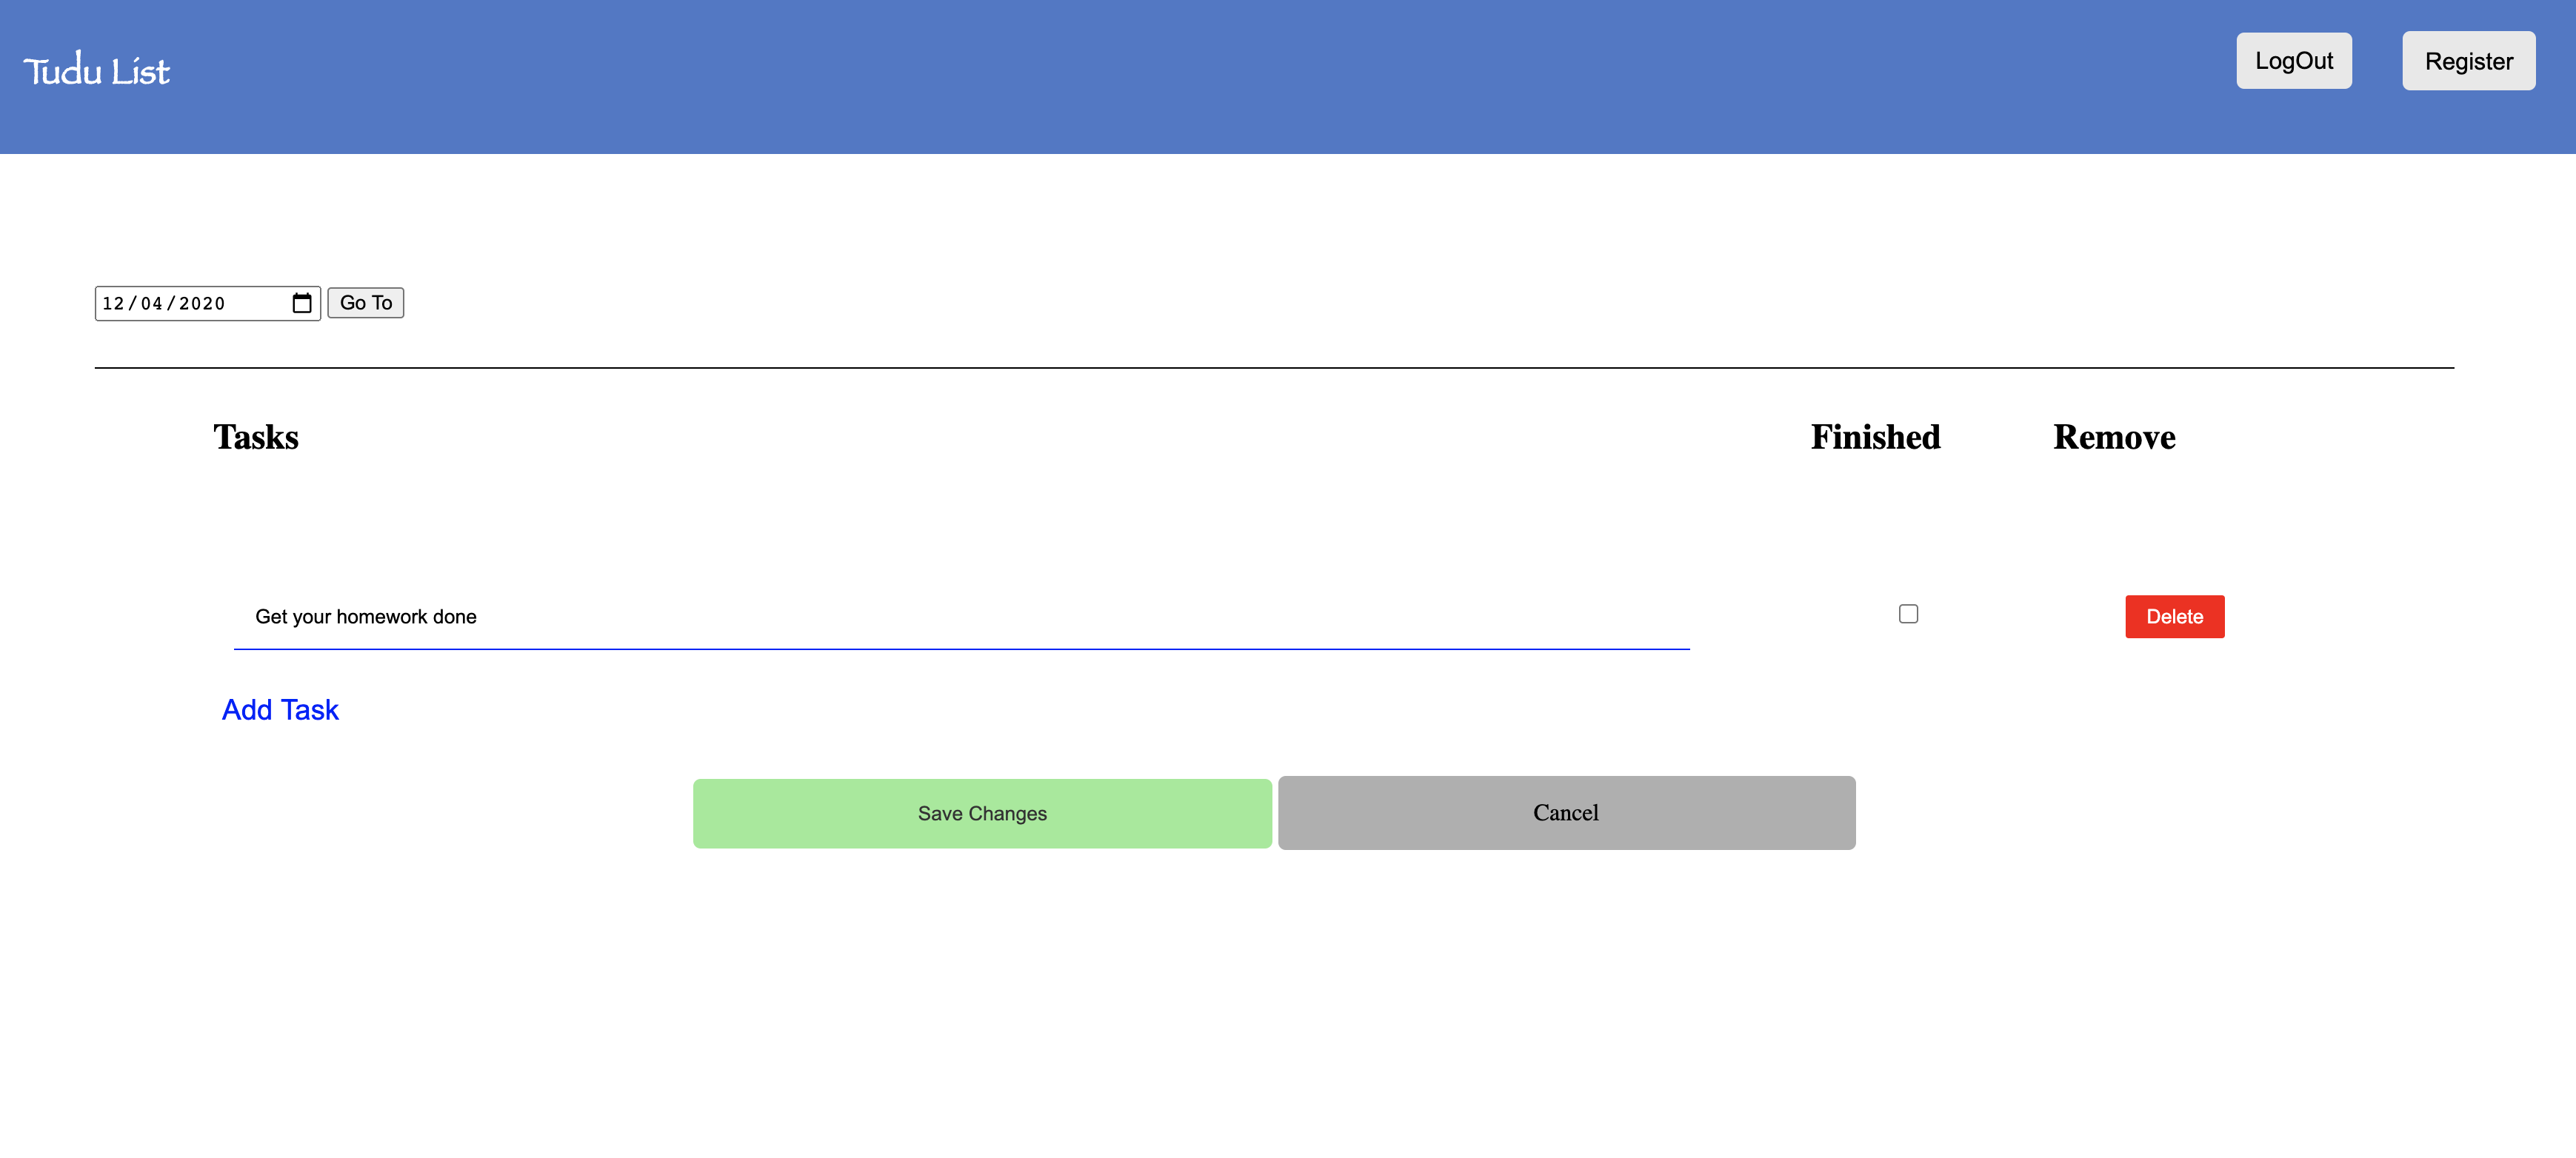 Tudu List LogOut Register
12/04/2020 Go To
Tasks Finished Remove
Get your homework done Delete
Add Task
Save Changes Cancel